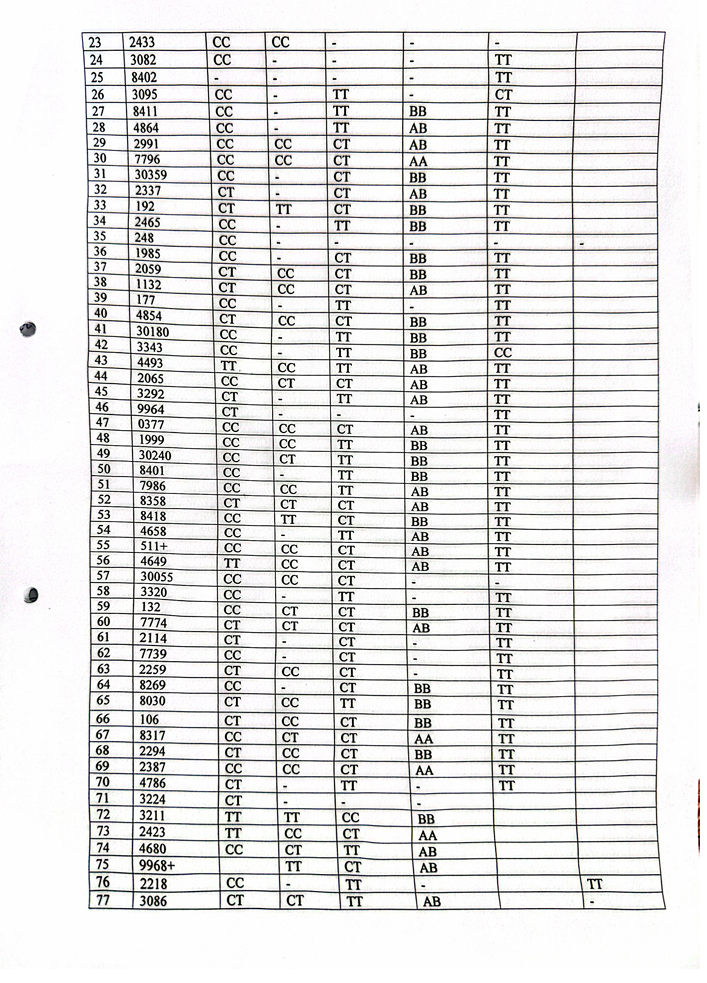 23 2433 CC CC - - -
24 3082 CC - - - TT
25 8402 - - - - TT
26 3095 CC - TT - CT
27 8411 CC - TT BB TT
28 4864 CC - TT AB TT
29 2991 CC CC CT AB TT
30 7796 CC CC CT AA TT
31 30359 CC - CT BB TT
32 2337 CT - CT AB TT
33 192 CT TT CT BB TT
34 2465 CC - TT BB TT
35 248 CC - - - - -
36 1985 CC - CT BB TT
37 2059 CT CC CT BB TT
38 1132 CT CC CT AB TT
39 177 CC - TT - TT
40 4854 CT CC CT BB TT
41 30180 CC - TT BB TT
42 3343 CC - TT BB CC
43 4493 TT CC TT AB TT
44 2065 CC CT CT AB TT
45 3292 CT - TT AB TT
46 9964 CT - - - TT
47 0377 CC CC CT AB TT
48 1999 CC CC TT BB TT
49 30240 CC CT TT BB TT
50 8401 CC - TT BB TT
51 7986 CC CC TT AB TT
52 8358 CT CT CT AB TT
53 8418 CC TT CT BB TT
54 4658 CC - TT AB TT
55 511+ CC CC CT AB TT
56 4649 TT CC CT AB TT
57 30055 CC CC CT - -
58 3320 CC - TT - TT
59 132 CC CT CT BB TT
60 7774 CT CT CT AB TT
61 2114 CT - CT - TT
62 7739 CC - CT - TT
63 2259 CT CC CT - TT
64 8269 CC - CT BB TT
65 8030 CT CC TT BB TT
66 106 CT CC CT BB TT
67 8317 CC CT CT AA TT
68 2294 CT CC CT BB TT
69 2387 CC CC CT AA TT
70 4786 CT - TT - TT
71 3224 CT - - -
72 3211 TT TT CC BB
73 2423 TT CC CT AA
74 4680 CC CT TT AB
75 9968+ TT CT AB
76 2218 CC - TT - TT
77 3086 CT CT TT AB -